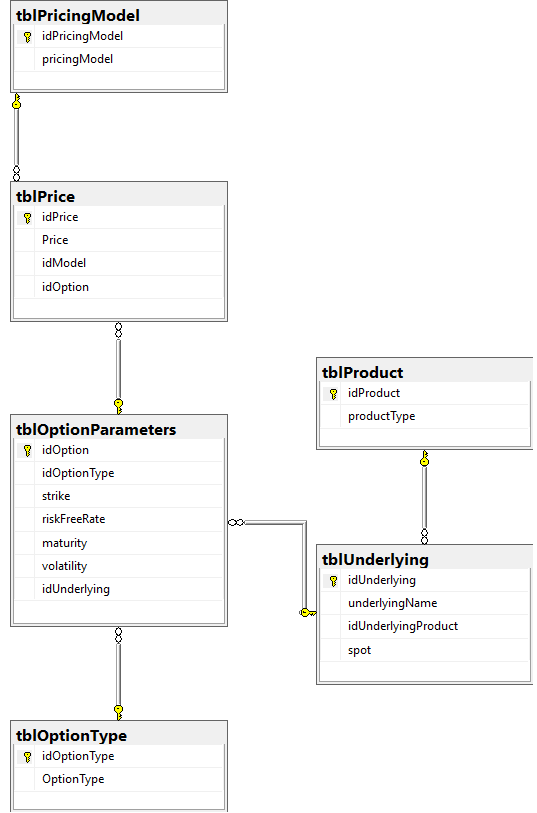 tblPricingModel
idPricingModel
pricingModel
tblPrice
idPrice
Price
idModel
idOption
tblOptionParameters
idOption
idOptionType
strike
riskFreeRate
maturity
volatility
idUnderlying
tblProduct
idProduct
productType
tblUnderlying
idUnderlying
underlyingName
idUnderlyingProduct
spot
tblOptionType
idOptionType
OptionType